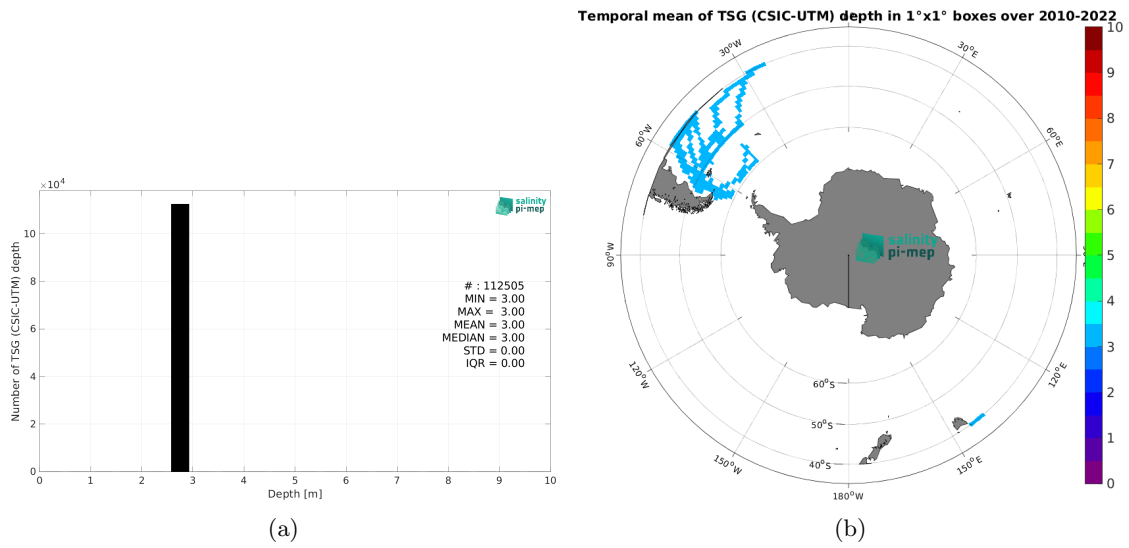 ×10⁴
10
8
6
4
2
0
Number of TSG (CSIC-UTM) depth
0 1 2 3 4 5 6 7 8 9 10
Depth [m]
salinity
pi-mep
# : 112505
MIN = 3.00
MAX = 3.00
MEAN = 3.00
MEDIAN = 3.00
STD = 0.00
IQR = 0.00
(a)
Temporal mean of TSG (CSIC-UTM) depth in 1°x1° boxes over 2010-2022
30°W
30°E
60°W
60°E
90°W
120°W
120°E
150°W
150°E
180°W
60°S
50°S
40°S
salinity
pi-mep
10
9
8
7
6
5
4
3
2
1
0
(b)